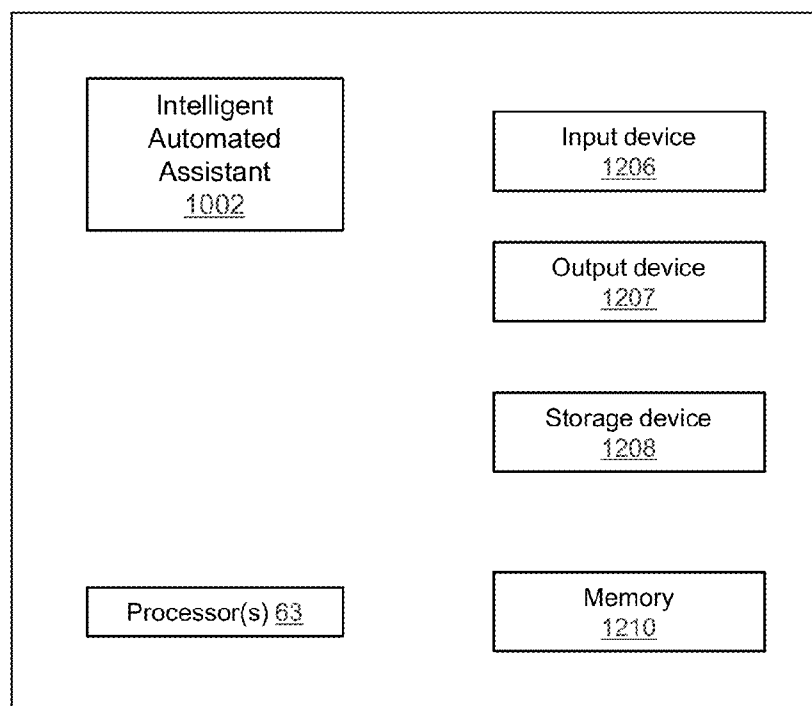 Intelligent
Automated
Assistant
1002
Input device
1206
Output device
1207
Storage device
1208
Processor(s) 63
Memory
1210